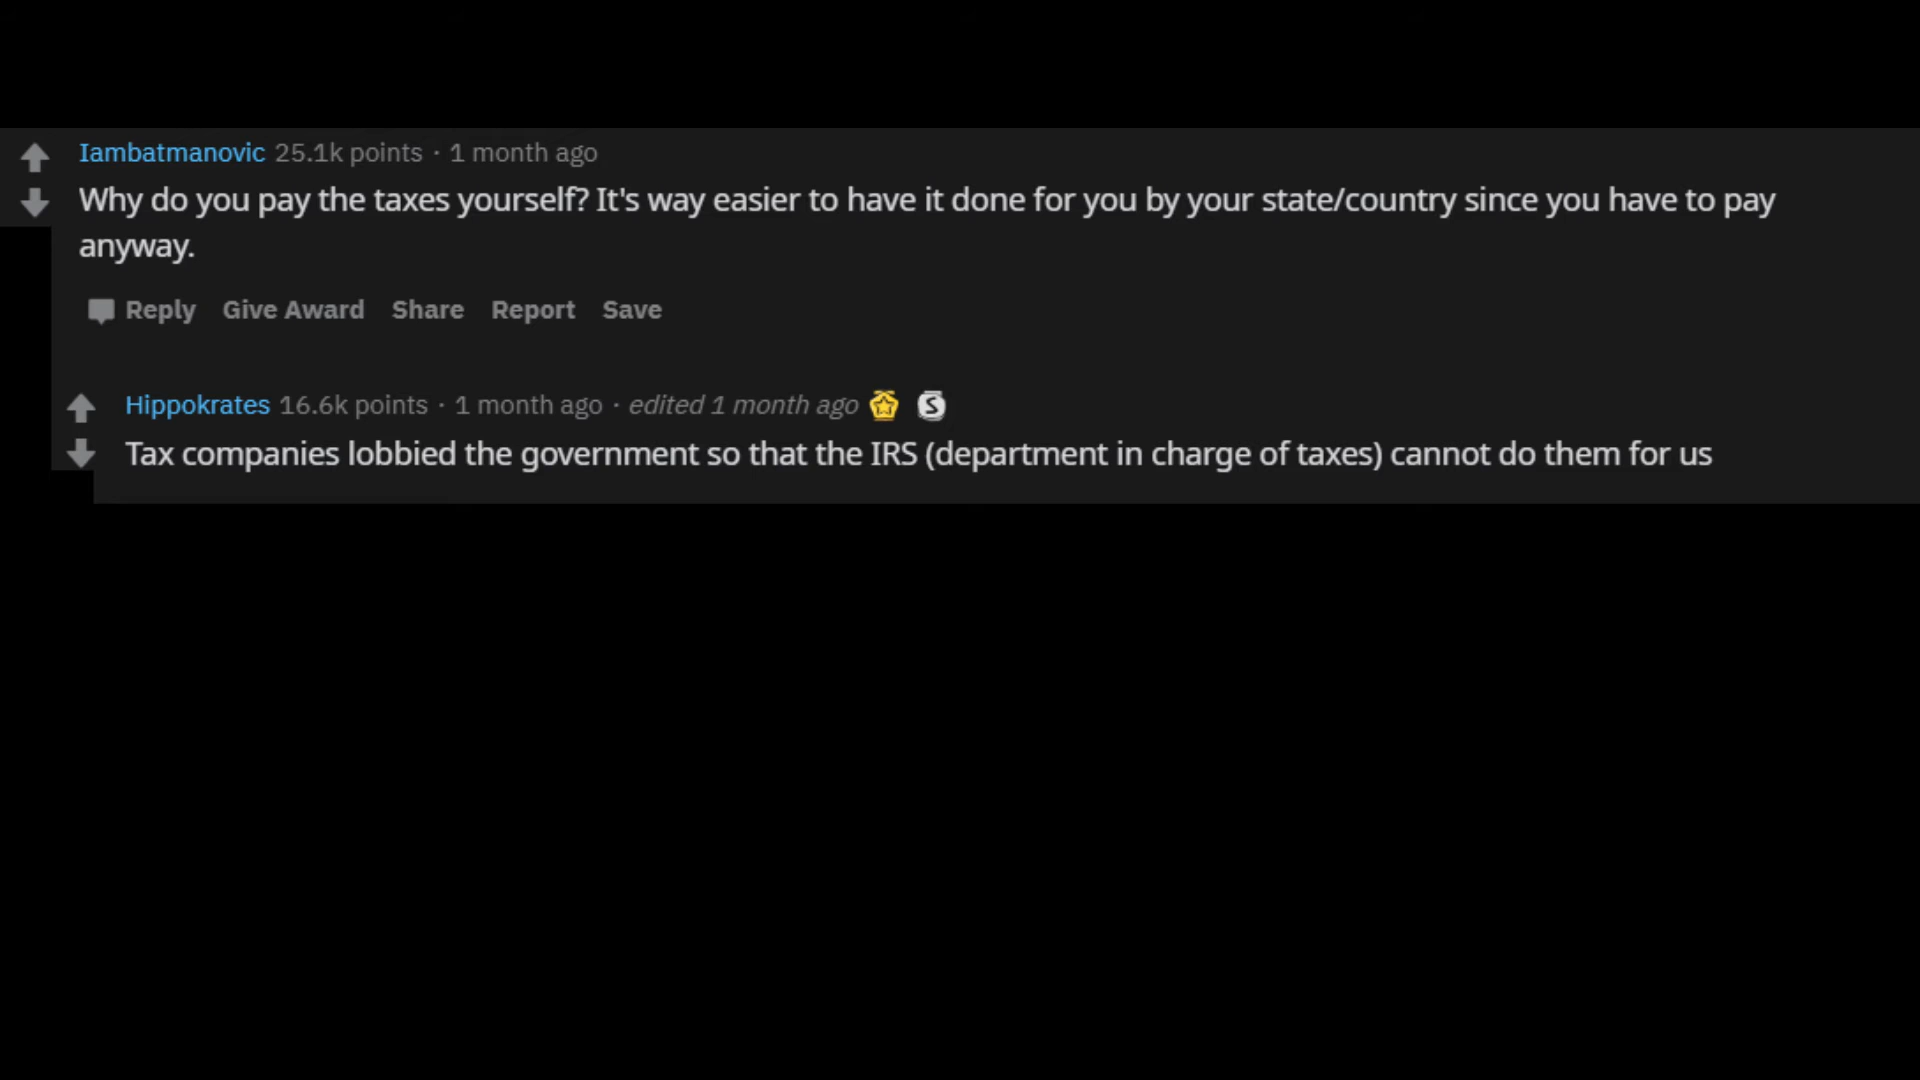 Iambatmanovic 25.1k points · 1 month ago
Why do you pay the taxes yourself? It's way easier to have it done for you by your state/country since you have to pay
anyway.
Reply Give Award Share Report Save
Hippokrates 16.6k points · 1 month ago · edited 1 month ago S
Tax companies lobbied the government so that the IRS (department in charge of taxes) cannot do them for us